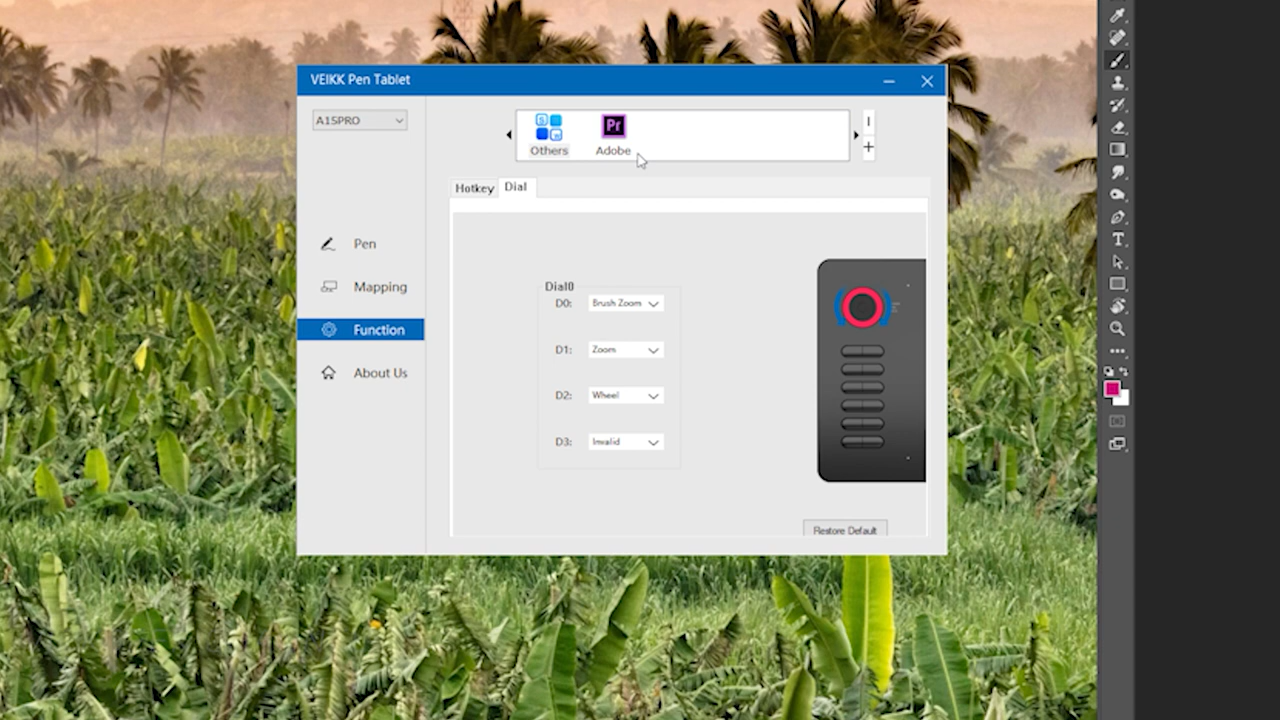 VEIKK Pen Tablet
A15PRO
Others
Pr
Adobe
Hotkey
Dial
Pen
Mapping
Function
About Us
Dial0
D0: Brush Zoom
D1: Zoom
D2: Wheel
D3: Invalid
Restore Default